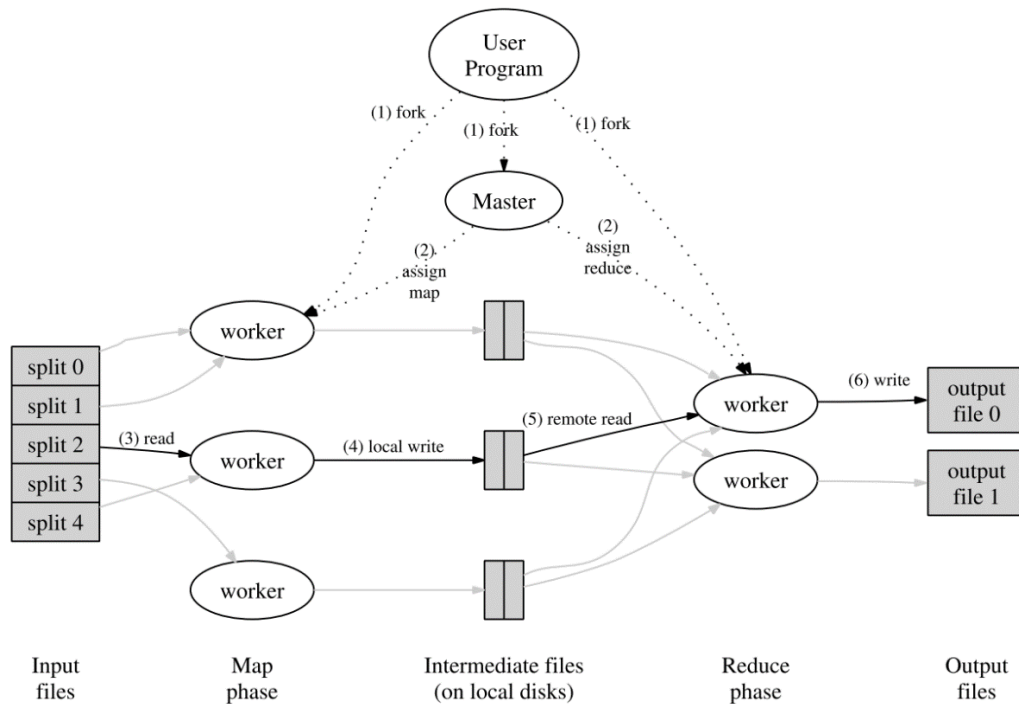 User
Program
(1) fork
(1) fork
(1) fork
Master
(2)
assign
map
(2)
assign
reduce
worker
split 0
split 1
split 2
split 3
split 4
(3) read
worker
(4) local write
(5) remote read
worker
(6) write
output
file 0
worker
output
file 1
worker
Input
files
Map
phase
Intermediate files
(on local disks)
Reduce
phase
Output
files